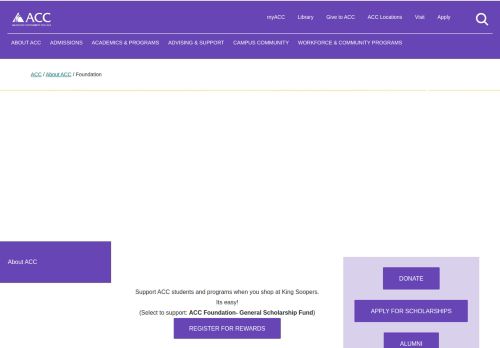 ACC
myACC Library Give to ACC ACC Locations Visit Apply
ABOUT ACC ADMISSIONS ACADEMICS & PROGRAMS ADVISING & SUPPORT CAMPUS COMMUNITY WORKFORCE & COMMUNITY PROGRAMS
ACC / About ACC / Foundation
About ACC
Support ACC students and programs when you shop at King Soopers.
Its easy!
(Select to support: ACC Foundation- General Scholarship Fund)
REGISTER FOR REWARDS
DONATE
APPLY FOR SCHOLARSHIPS
ALUMNI